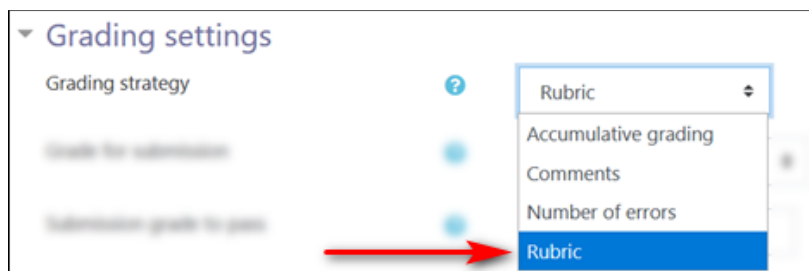 Grading settings
Grading strategy
Rubric
Accumulative grading
Comments
Number of errors
Rubric